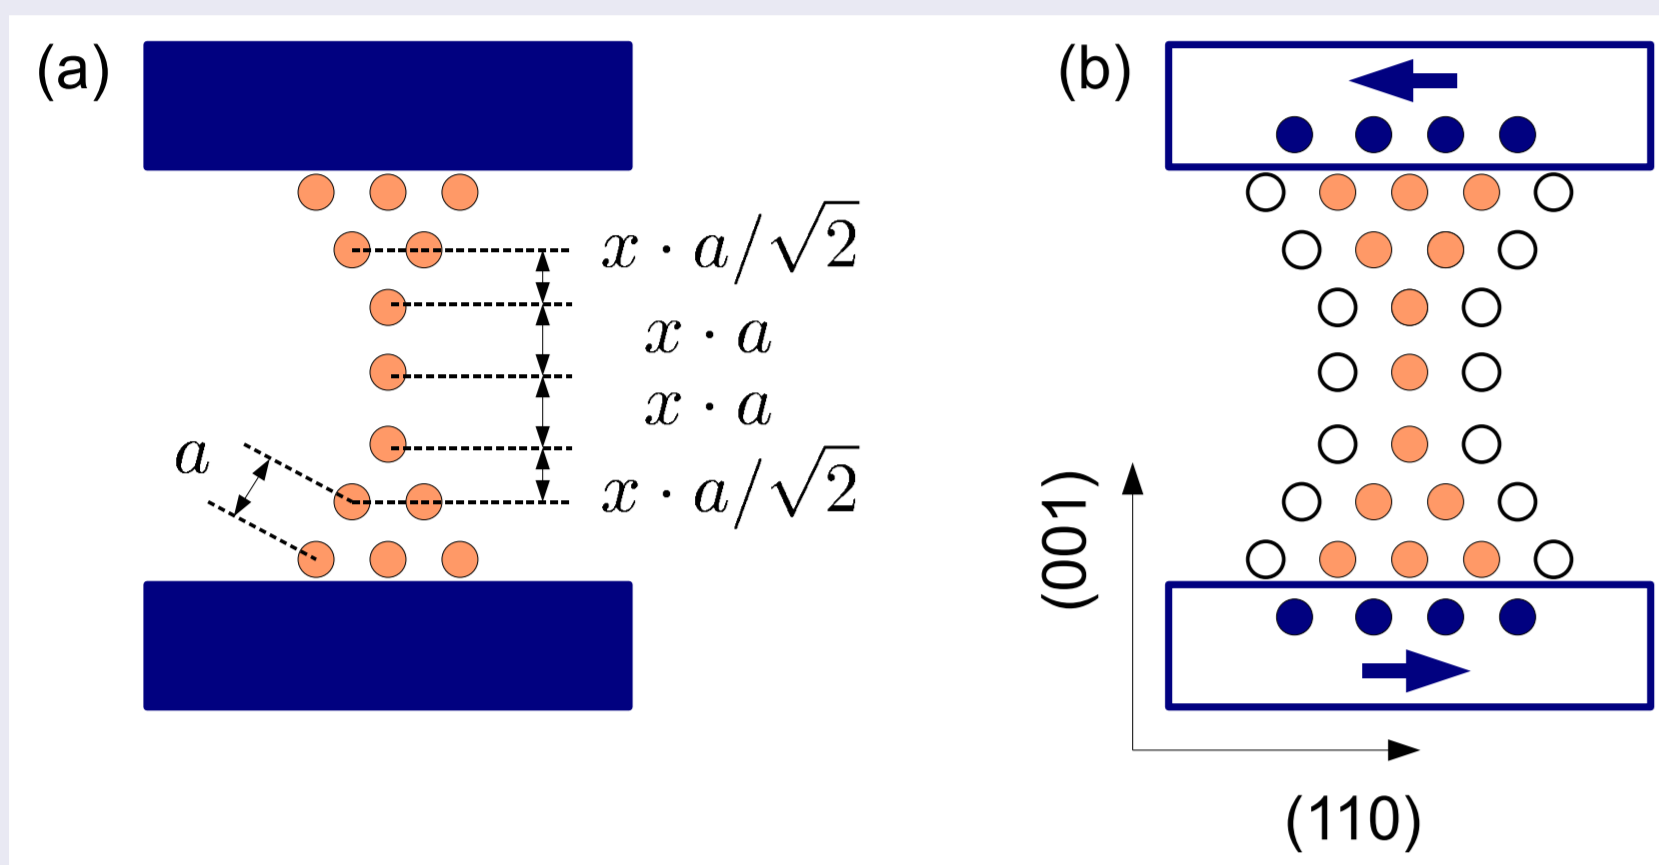 (a)
x · a/√2
x · a
x · a
x · a/√2
a
(b)
(001)
(110)